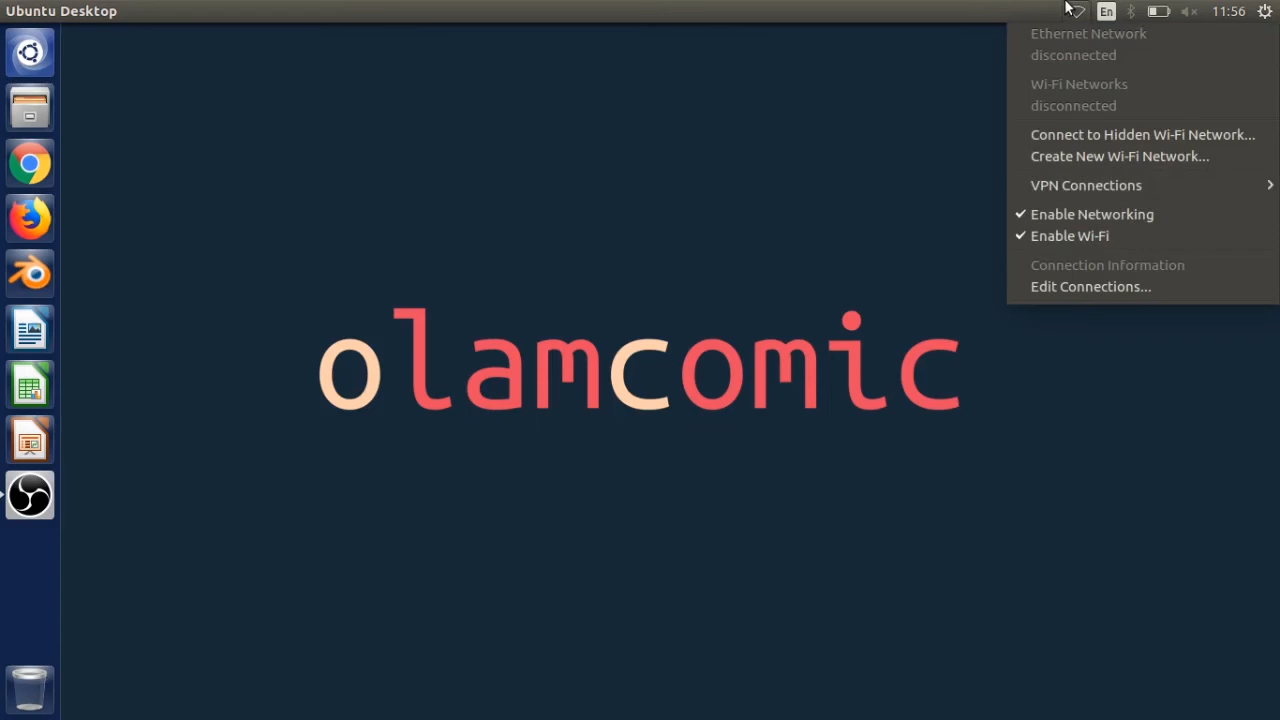 Ubuntu Desktop
En
11:56
Ethernet Network
disconnected
Wi-Fi Networks
disconnected
Connect to Hidden Wi-Fi Network...
Create New Wi-Fi Network...
VPN Connections
Enable Networking
Enable Wi-Fi
Connection Information
Edit Connections...
olamcomic